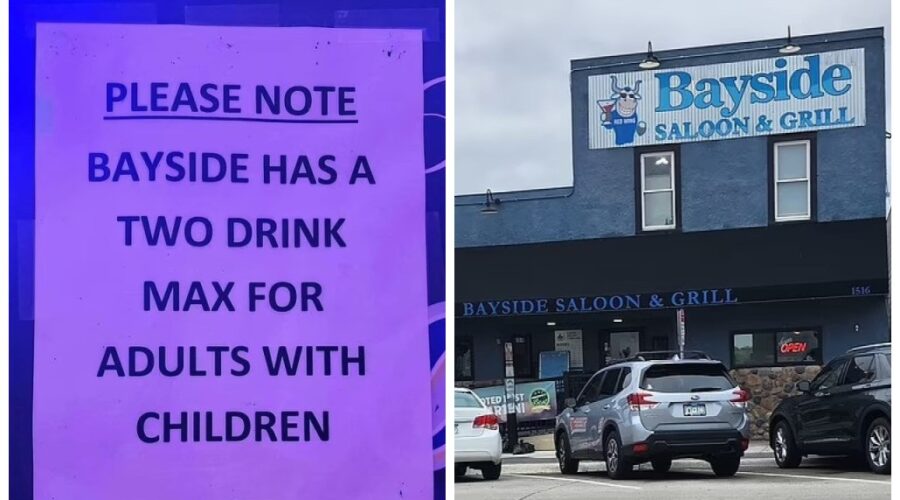 PLEASE NOTE
BAYSIDE HAS A
TWO DRINK
MAX FOR
ADULTS WITH
CHILDREN
Bayside
SALOON & GRILL
BAYSIDE SALOON & GRILL
1516
OPEN